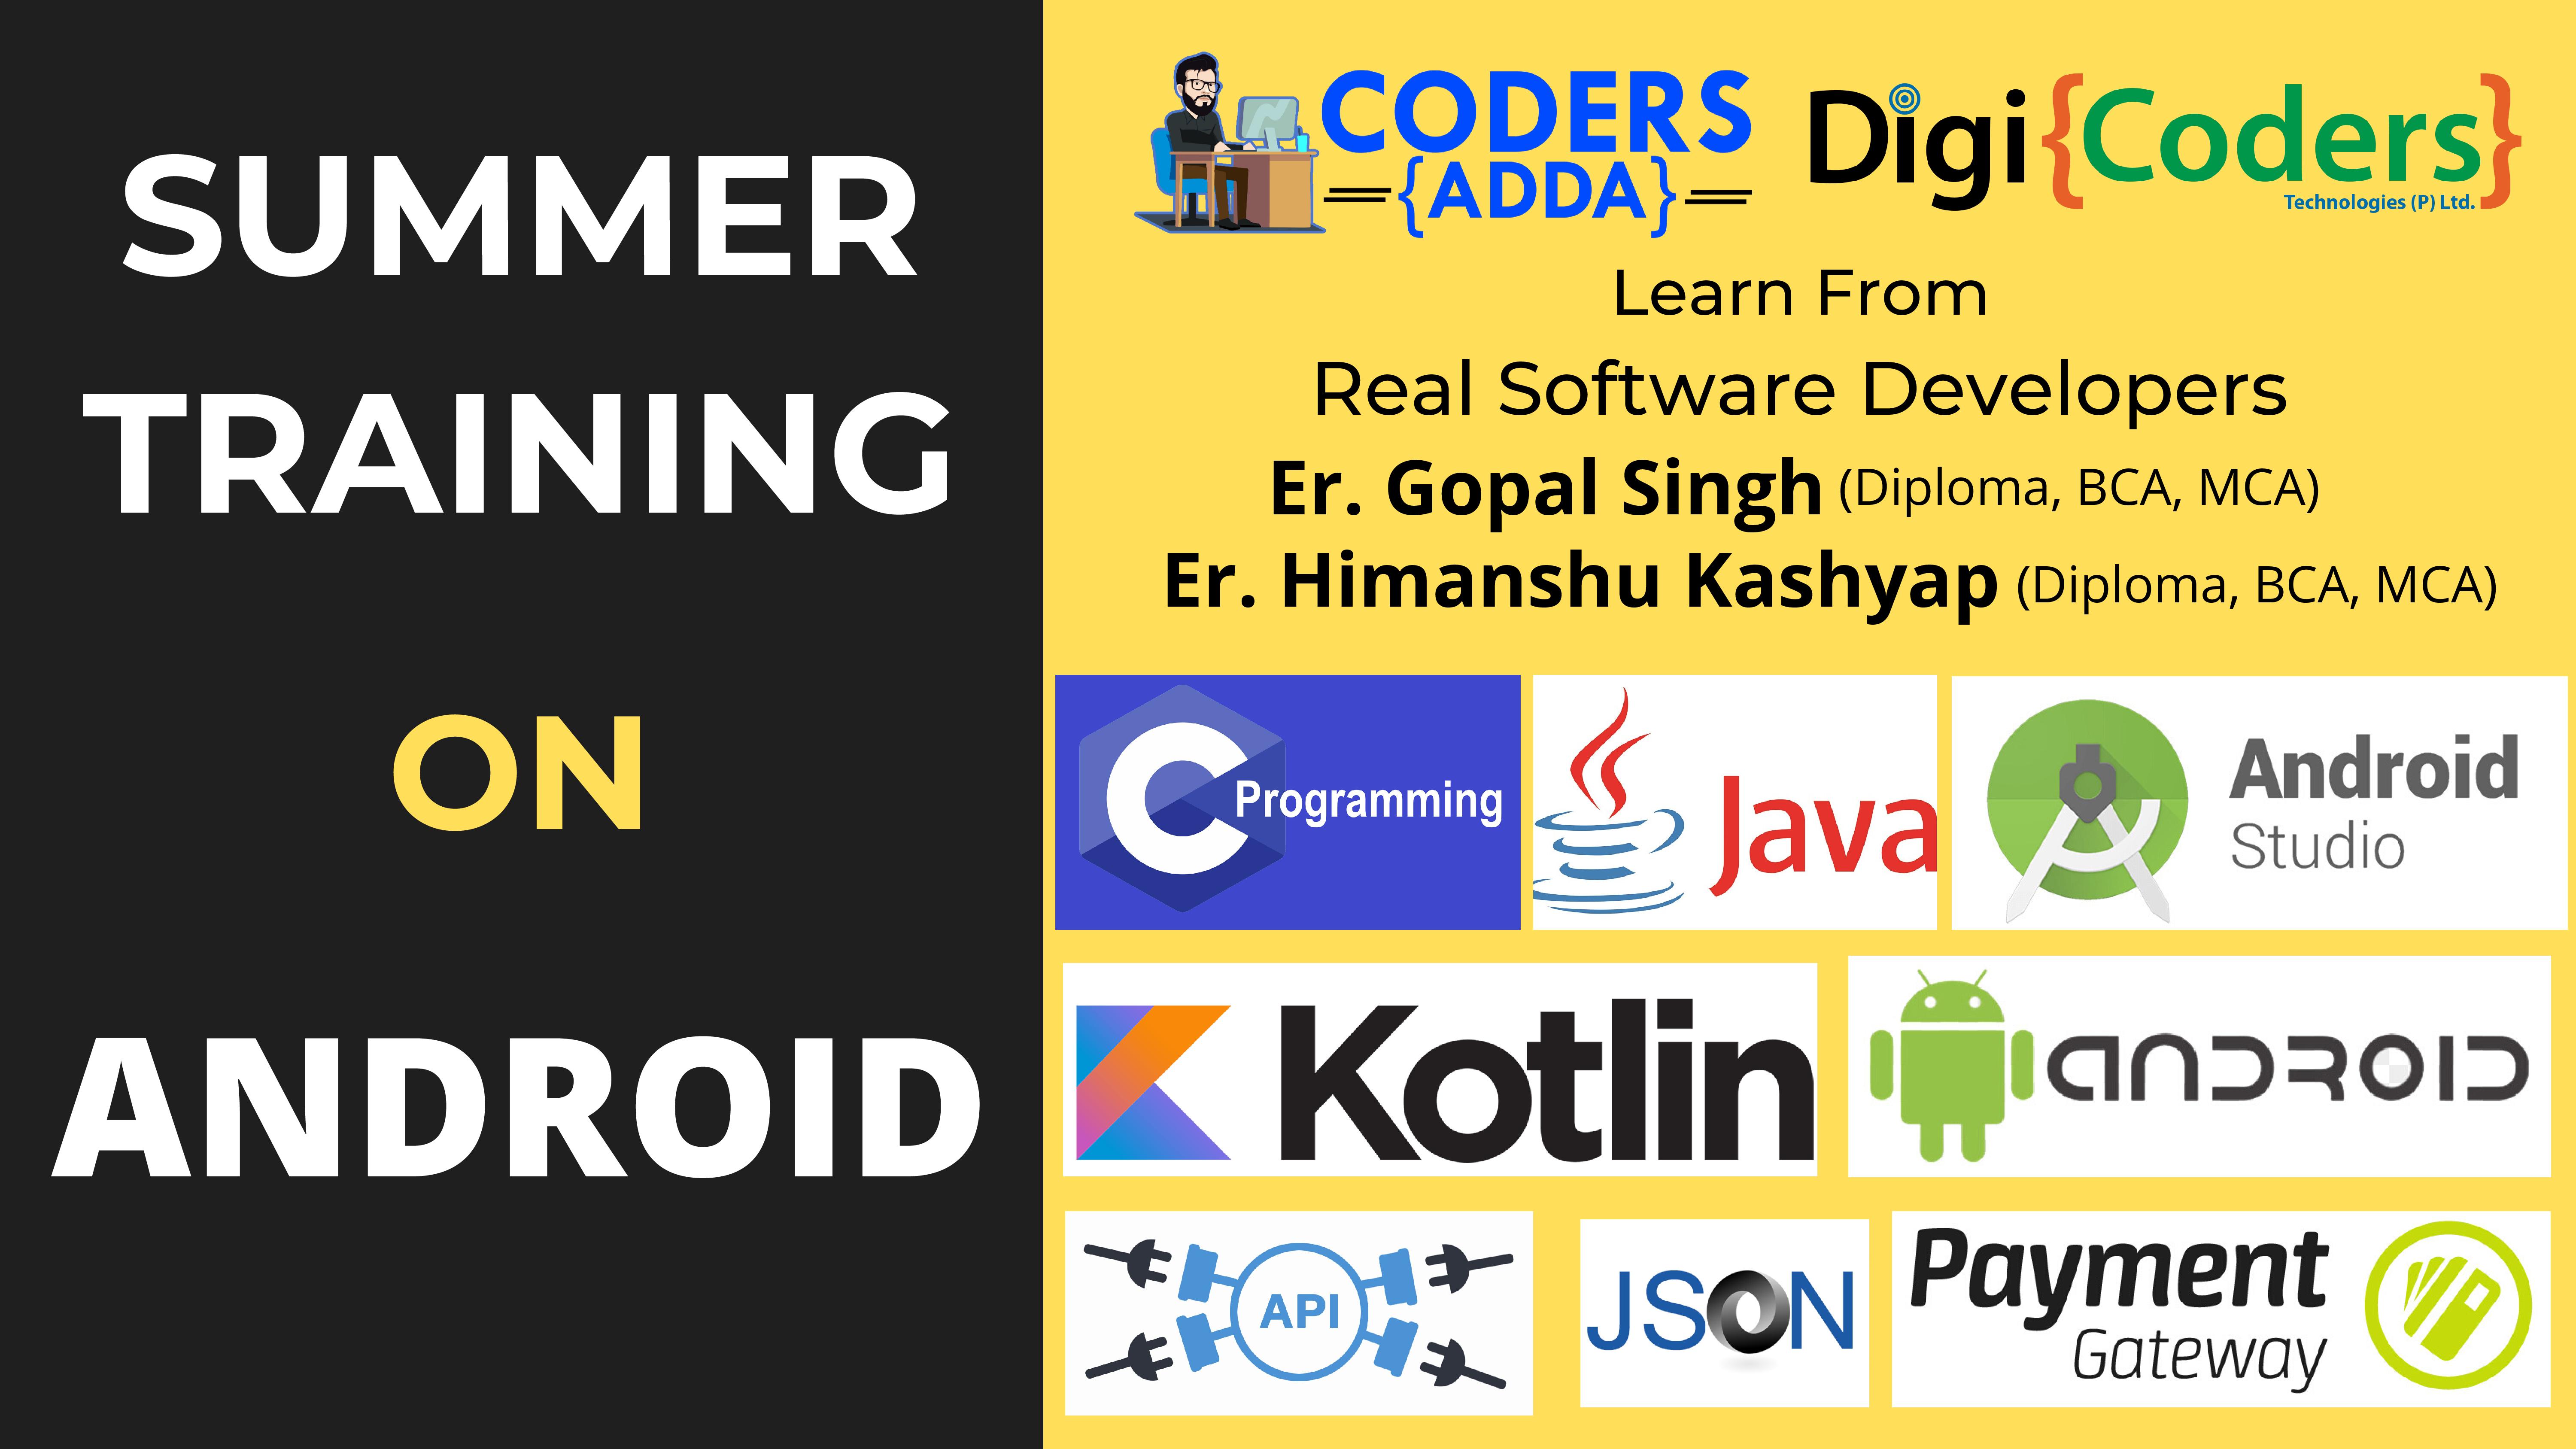 SUMMER
TRAINING
ON
ANDROID
CODERS
{ADDA}
Digi{Coders}
Technologies (P) Ltd.
Learn From
Real Software Developers
Er. Gopal Singh (Diploma, BCA, MCA)
Er. Himanshu Kashyap (Diploma, BCA, MCA)
C Programming
Java
Android
Studio
Kotlin
ANDROID
API
JSON
Payment
Gateway